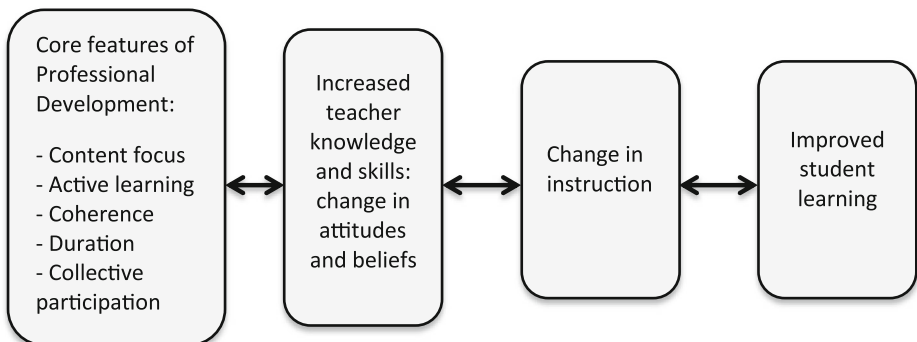 Core features of
Professional
Development:
- Content focus
- Active learning
- Coherence
- Duration
- Collective
participation
Increased
teacher
knowledge
and skills:
change in
attitudes
and beliefs
Change in
instruction
Improved
student
learning